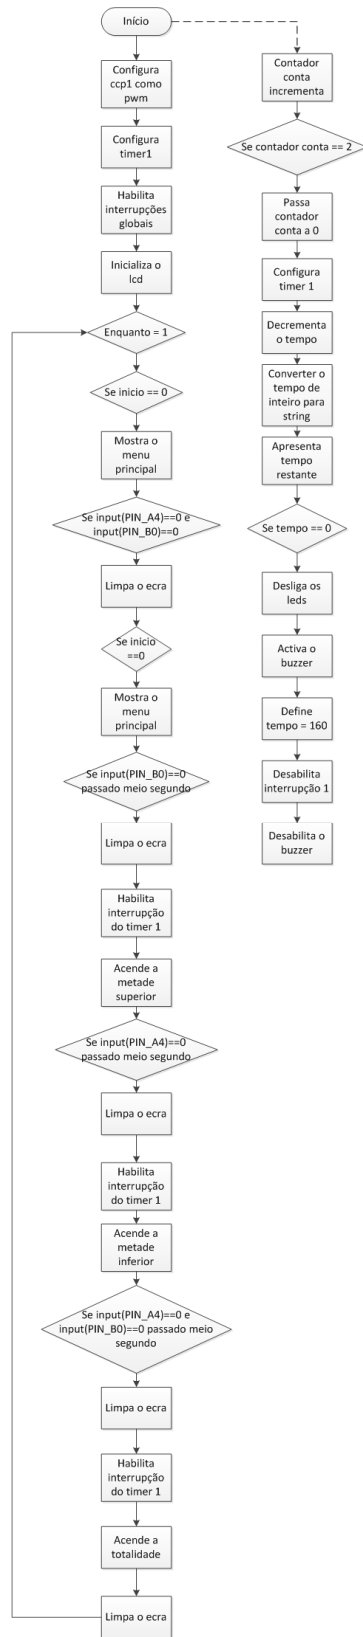 Início
Configura
ccp1 como
pwm
Configura
timer1
Habilita
interrupções
globais
Inicializa o
lcd
Enquanto = 1
Se inicio == 0
Mostra o
menu
principal
Se input(PIN_A4)==0 e
input(PIN_B0)==0
Limpa o ecra
Se inicio
==0
Mostra o
menu
principal
Se input(PIN_B0)==0
passado meio segundo
Limpa o ecra
Habilita
interrupção
do timer 1
Acende a
metade
superior
Se input(PIN_A4)==0
passado meio segundo
Limpa o ecra
Habilita
interrupção
do timer 1
Acende a
metade
inferior
Se input(PIN_A4)==0 e
input(PIN_B0)==0 passado meio
segundo
Limpa o ecra
Habilita
interrupção
do timer 1
Acende a
totalidade
Limpa o ecra
Contador
conta
incrementa
Se contador conta == 2
Passa
contador
conta a 0
Configura
timer 1
Decrementa
o tempo
Converter o
tempo de
inteiro para
string
Apresenta
tempo
restante
Se tempo == 0
Desliga os
leds
Activa o
buzzer
Define
tempo = 160
Desabilita
interrupção 1
Desabilita o
buzzer